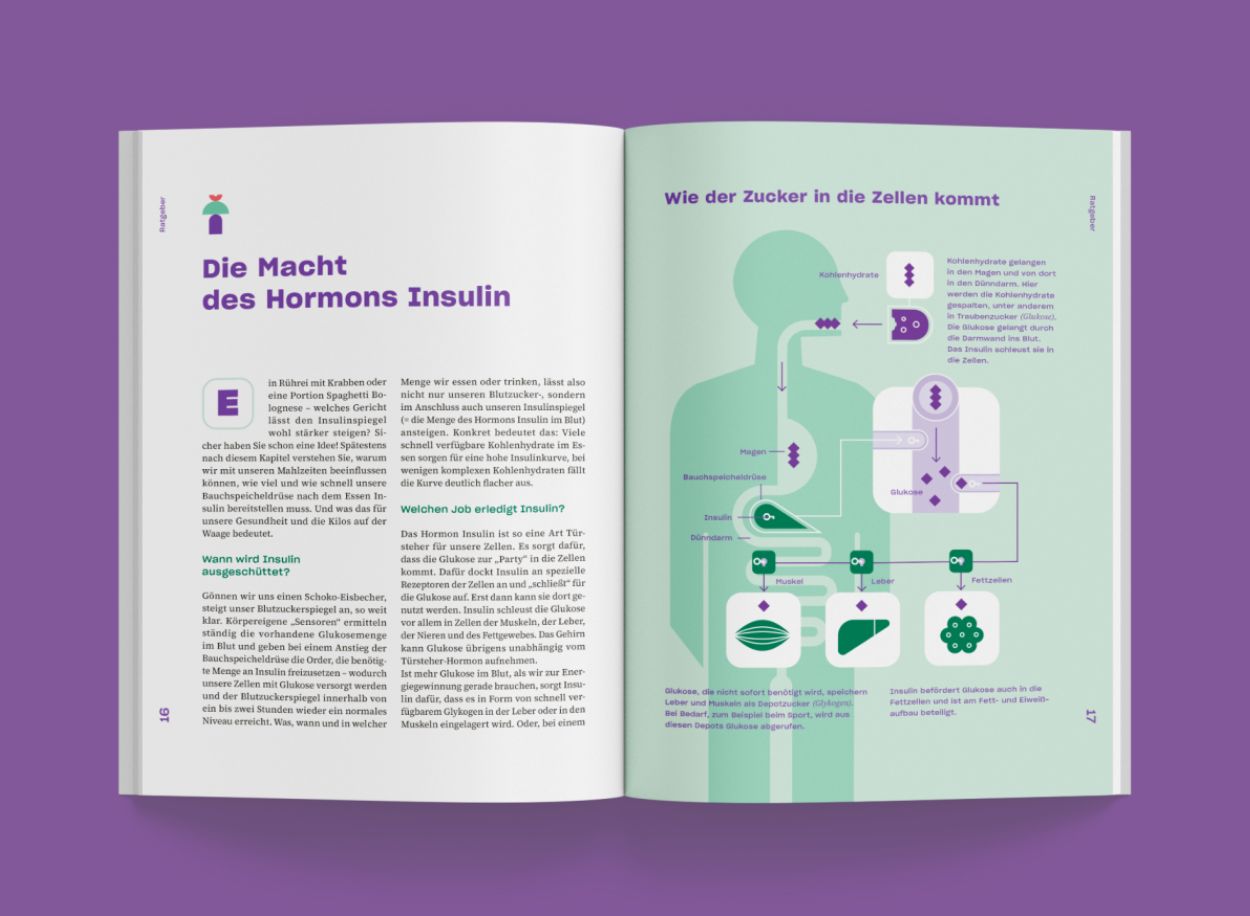 Ratgeber
Die Macht
des Hormons Insulin
E
in Rührei mit Krabben oder
eine Portion Spaghetti Bo-
lognese – welches Gericht
lässt den Insulinspiegel
wohl stärker steigen? Si-
cher haben Sie schon eine Idee! Spätestens
nach diesem Kapitel verstehen Sie, warum
wir mit unseren Mahlzeiten beeinflussen
können, wie viel und wie schnell unsere
Bauchspeicheldrüse nach dem Essen In-
sulin bereitstellen muss. Und was das für
unsere Gesundheit und die Kilos auf der
Waage bedeutet.
Wann wird Insulin
ausgeschüttet?
Gönnen wir uns einen Schoko-Eisbecher,
steigt unser Blutzuckerspiegel an, so weit
klar. Körpereigene „Sensoren“ ermitteln
ständig die vorhandene Glukosemenge
im Blut und geben bei einem Anstieg der
Bauchspeicheldrüse die Order, die benötig-
te Menge an Insulin freizusetzen – wodurch
unsere Zellen mit Glukose versorgt werden
und der Blutzuckerspiegel innerhalb von
ein bis zwei Stunden wieder ein normales
Niveau erreicht. Was, wann und in welcher
Menge wir essen oder trinken, lässt also
nicht nur unseren Blutzucker-, sondern
im Anschluss auch unseren Insulinspiegel
(= die Menge des Hormons Insulin im Blut)
ansteigen. Konkret bedeutet das: Viele
schnell verfügbare Kohlenhydrate im Es-
sen sorgen für eine hohe Insulinkurve, bei
wenigen komplexen Kohlenhydraten fällt
die Kurve deutlich flacher aus.
Welchen Job erledigt Insulin?
Das Hormon Insulin ist so eine Art Tür-
steher für unsere Zellen. Es sorgt dafür,
dass die Glukose zur „Party“ in die Zellen
kommt. Dafür dockt Insulin an spezielle
Rezeptoren der Zellen an und „schließt“ für
die Glukose auf. Erst dann kann sie dort ge-
nutzt werden. Insulin schleust die Glukose
vor allem in Zellen der Muskeln, der Leber,
der Nieren und des Fettgewebes. Das Gehirn
kann Glukose übrigens unabhängig vom
Türsteher-Hormon aufnehmen.
Ist mehr Glukose im Blut, als wir zur Ener-
giegewinnung gerade brauchen, sorgt Insu-
lin dafür, dass es in Form von schnell ver-
fügbarem Glykogen in der Leber oder in den
Muskeln eingelagert wird. Oder, bei einem
16
Wie der Zucker in die Zellen kommt
Ratgeber
Kohlenhydrate
Kohlenhydrate gelangen
in den Magen und von dort
in den Dünndarm. Hier
werden die Kohlenhydrate
gespalten, unter anderem
in Traubenzucker (Glukose).
Die Glukose gelangt durch
die Darmwand ins Blut.
Das Insulin schleust sie in
die Zellen.
Magen
Bauchspeicheldrüse
Glukose
Insulin
Dünndarm
Muskel
Leber
Fettzellen
Glukose, die nicht sofort benötigt wird, speichern
Leber und Muskeln als Depotzucker (Glykogen).
Bei Bedarf, zum Beispiel beim Sport, wird aus
diesen Depots Glukose abgerufen.
Insulin befördert Glukose auch in die
Fettzellen und ist am Fett- und Eiweiß-
aufbau beteiligt.
17